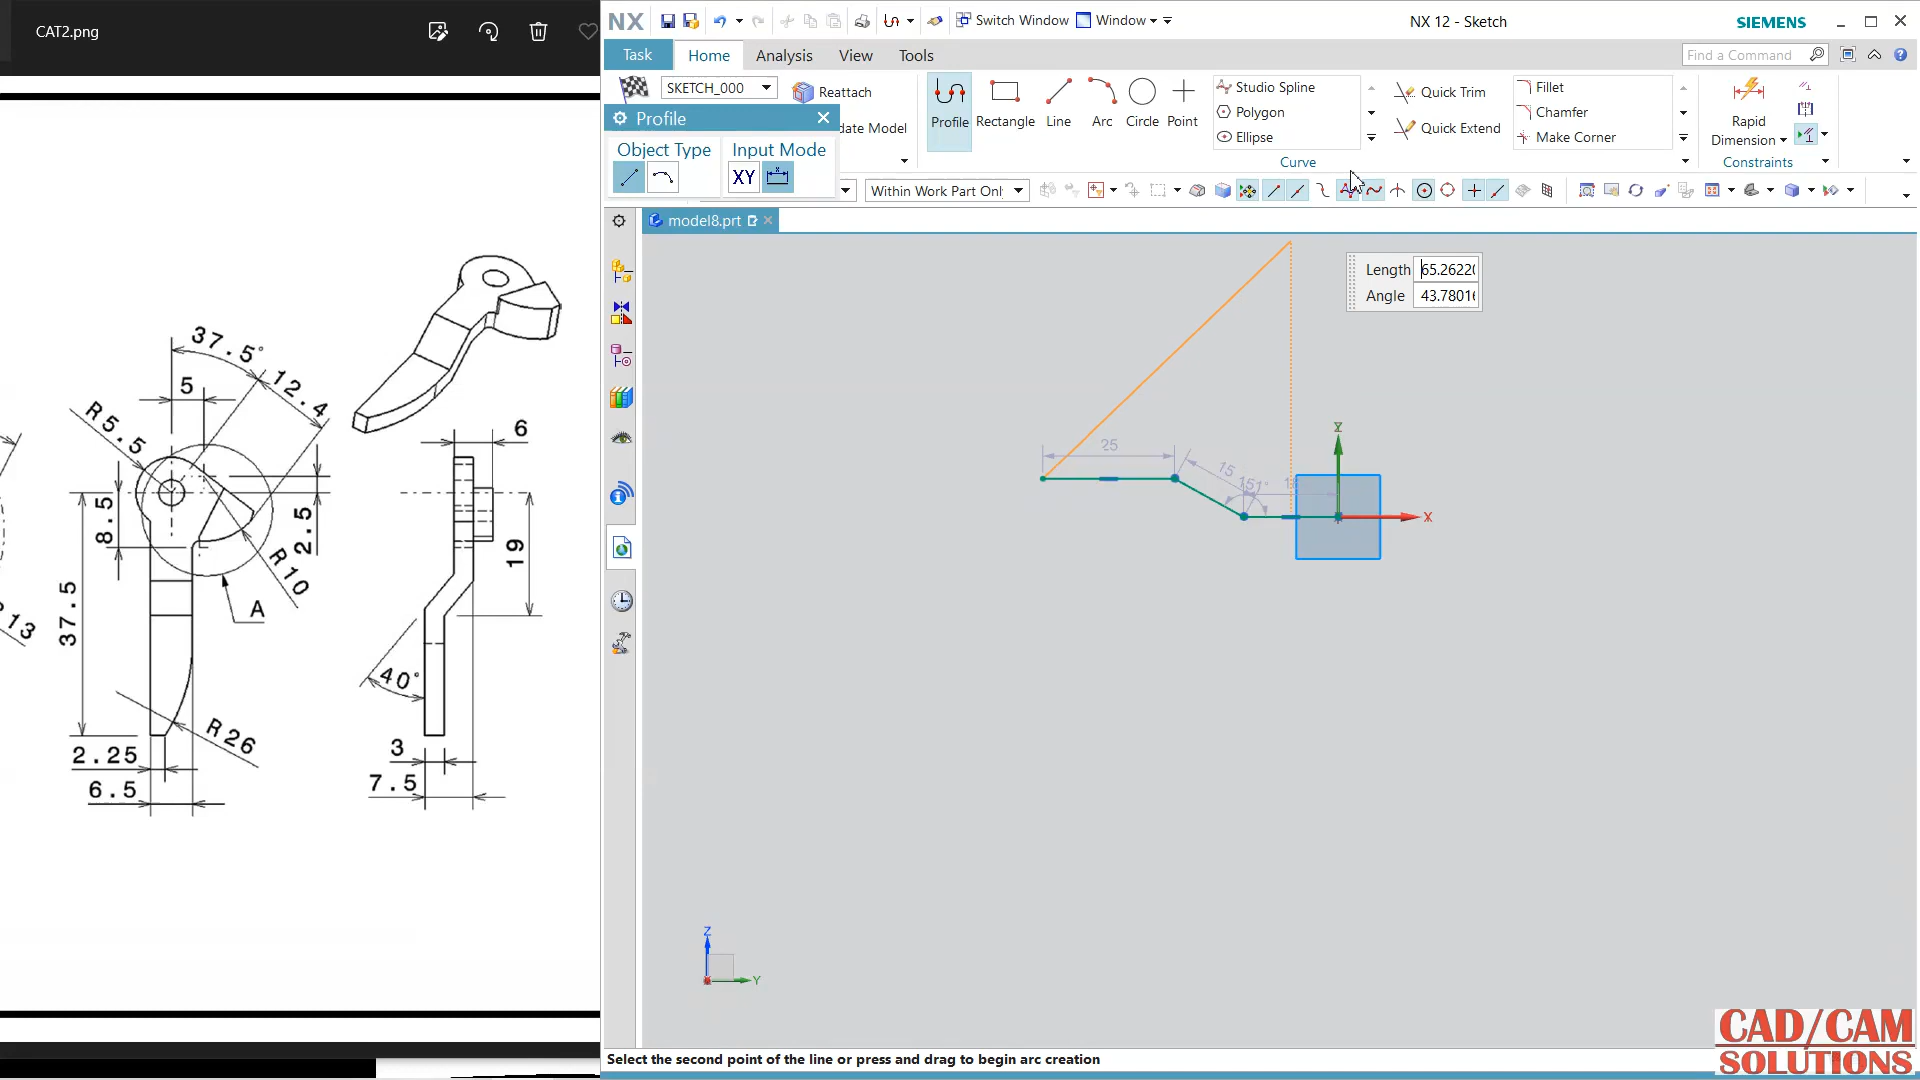 CAT2.png
NX
Switch Window
Window
NX 12 - Sketch
SIEMENS
Task
Home
Analysis
View
Tools
Find a Command
SKETCH_000
Reattach
date Model
Profile
Rectangle
Line
Arc
Circle
Point
Studio Spline
Polygon
Ellipse
Curve
Quick Trim
Quick Extend
Fillet
Chamfer
Make Corner
Rapid
Dimension
Constraints
Profile
Object Type
Input Mode
XY
Within Work Part Only
model8.prt
Length 65.2622
Angle 43.7801
25
15
151°
Z
X
Z
Y
37.5°
12.4
5
R5.5
8.5
2.5
R10
A
37.5
13
R26
2.25
6.5
6
19
40°
3
7.5
Select the second point of the line or press and drag to begin arc creation
CAD/CAM
SOLUTIONS